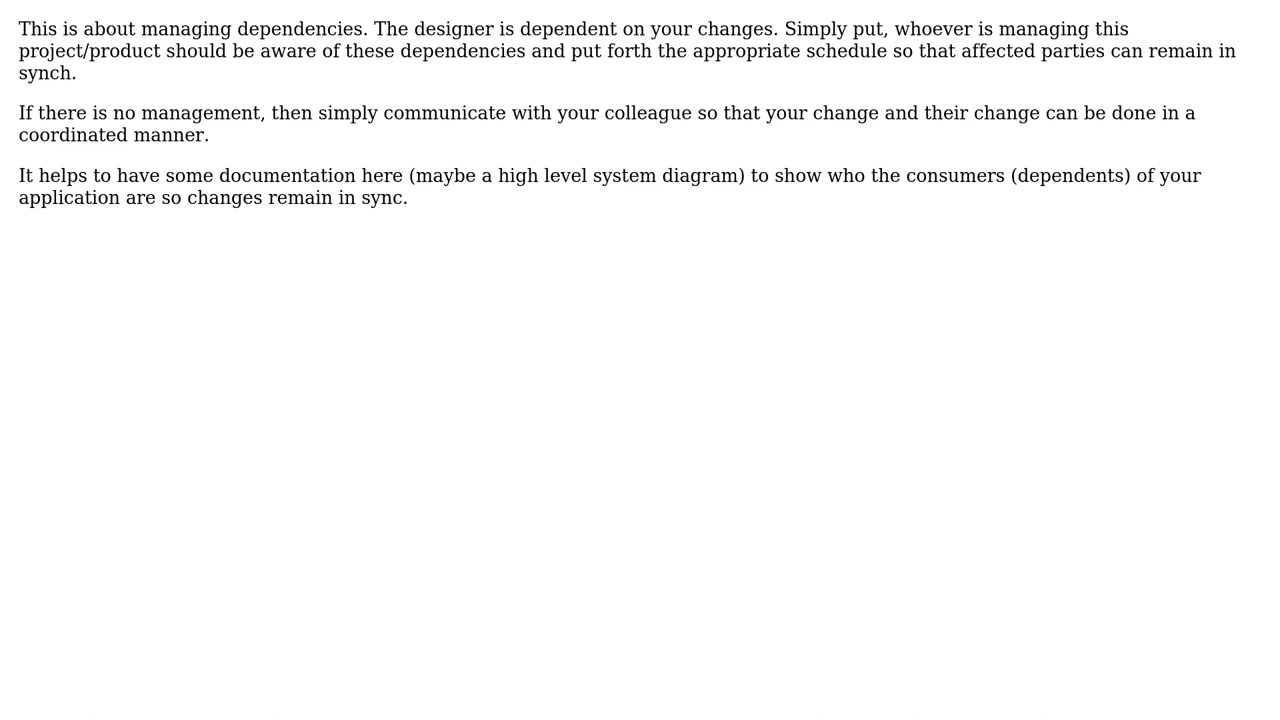 This is about managing dependencies. The designer is dependent on your changes. Simply put, whoever is managing this
project/product should be aware of these dependencies and put forth the appropriate schedule so that affected parties can remain in
synch.
If there is no management, then simply communicate with your colleague so that your change and their change can be done in a
coordinated manner.
It helps to have some documentation here (maybe a high level system diagram) to show who the consumers (dependents) of your
application are so changes remain in sync.